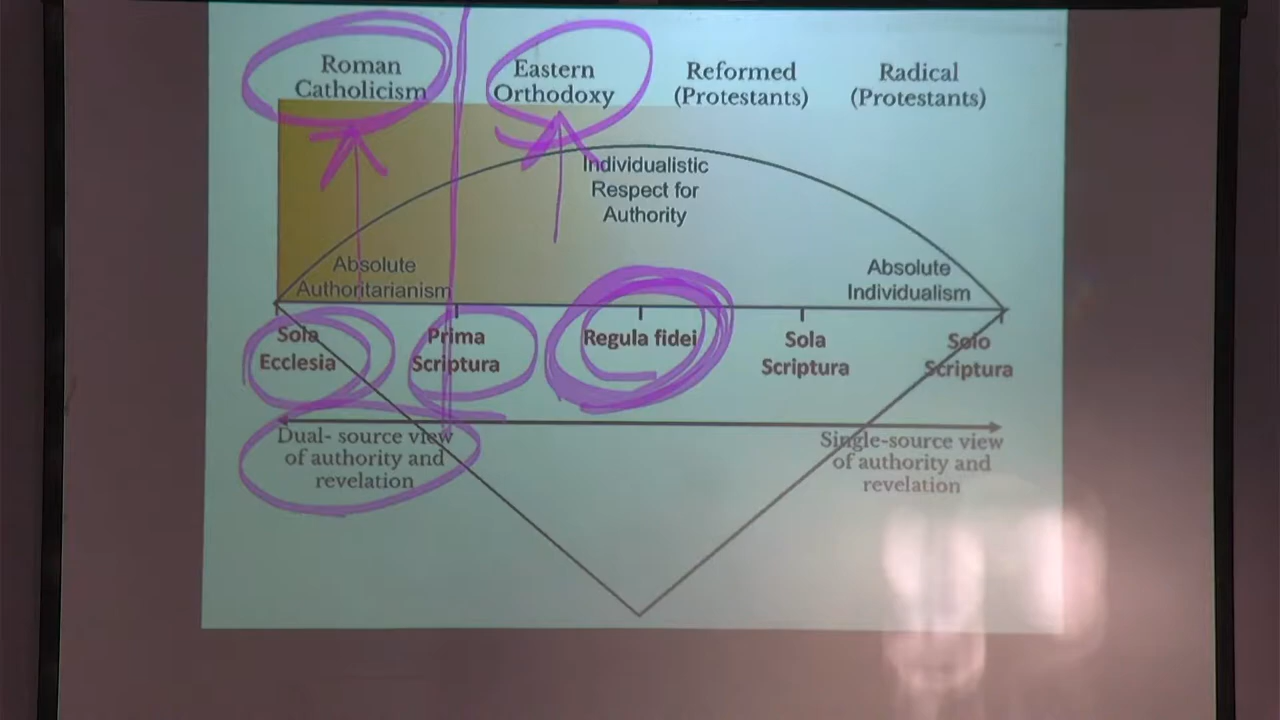 Roman
Catholicism
Eastern
Orthodoxy
Reformed
(Protestants)
Radical
(Protestants)
Individualistic
Respect for
Authority
Absolute
Authoritarianism
Absolute
Individualism
Sola
Ecclesia
Prima
Scriptura
Regula fidei
Sola
Scriptura
Solo
Scriptura
Dual- source view
of authority and
revelation
Single-source view
of authority and
revelation